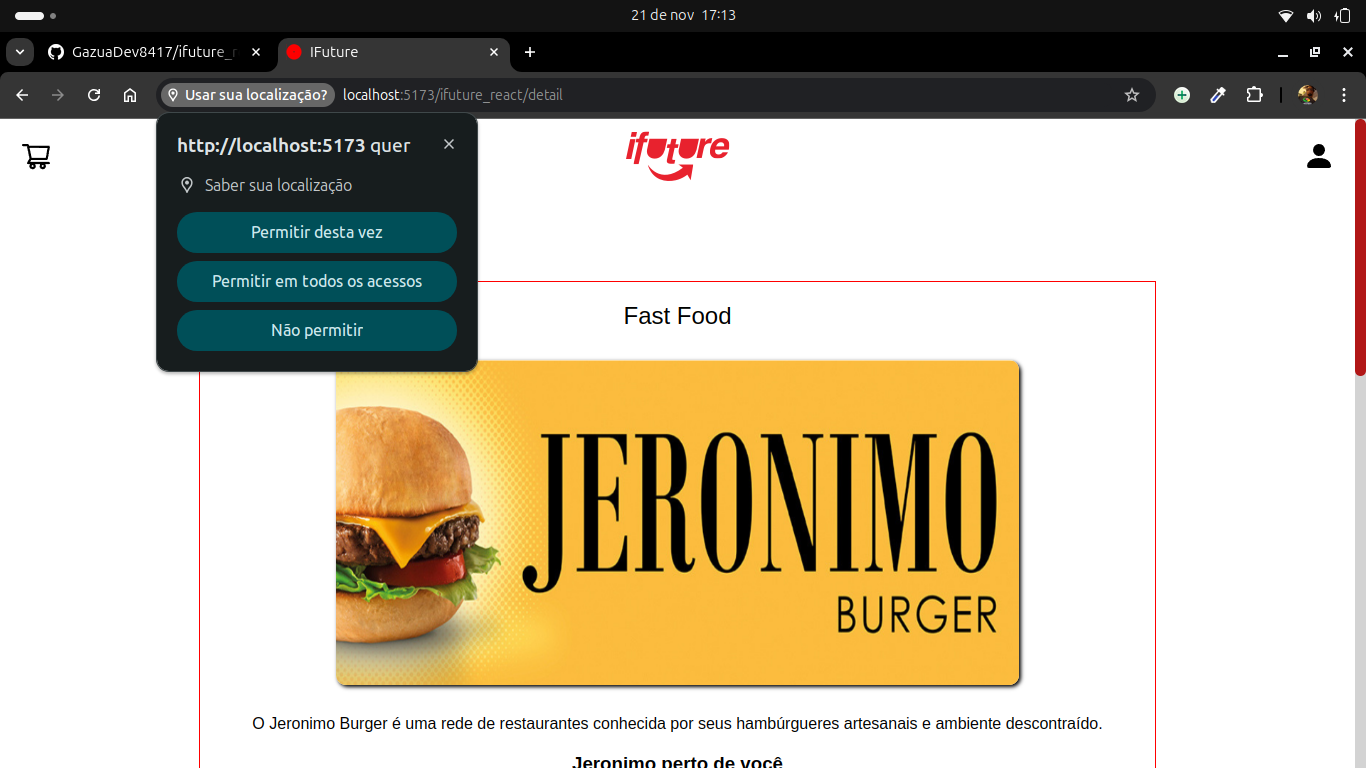 21 de nov 17:13
GazuaDev8417/ifuture_r
IFuture
Usar sua localização?
localhost:5173/ifuture_react/detail
http://localhost:5173 quer
Saber sua localização
Permitir desta vez
Permitir em todos os acessos
Não permitir
ifuture
Fast Food
JERONIMO
BURGER
O Jeronimo Burger é uma rede de restaurantes conhecida por seus hambúrgueres artesanais e ambiente descontraído.
Jeronimo perto de você